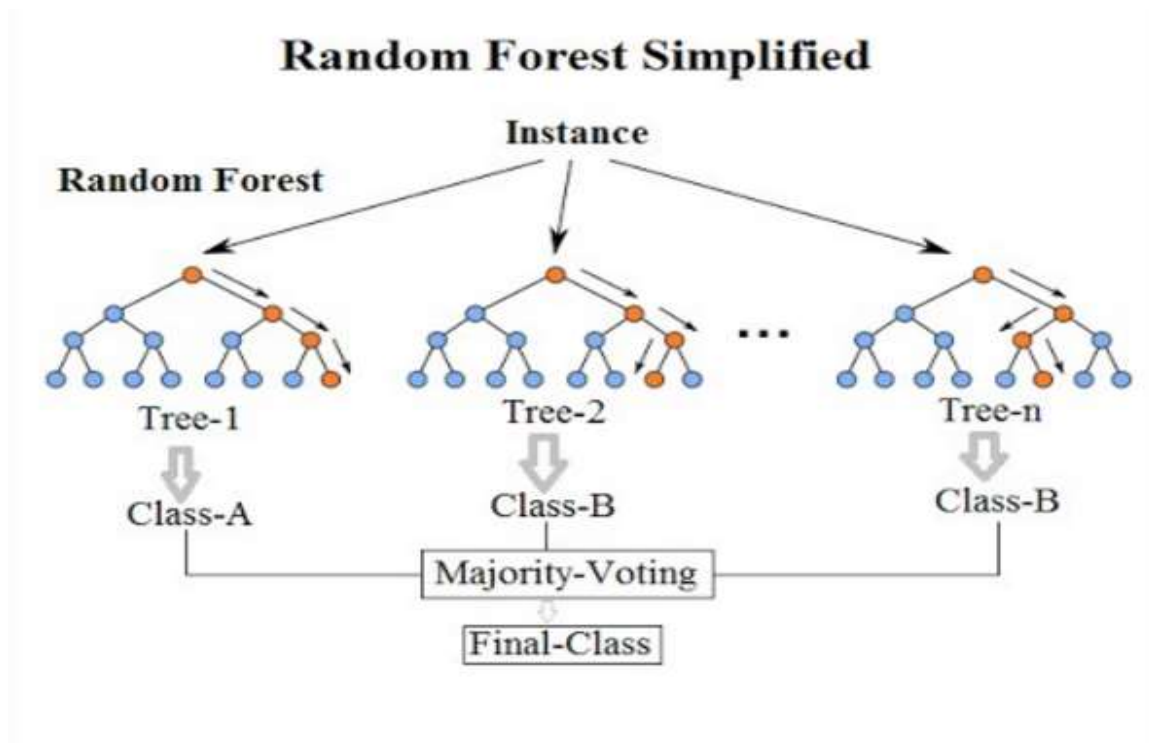 Random Forest Simplified
Instance
Random Forest
...
Tree-1
Tree-2
Tree-n
Class-A
Class-B
Class-B
Majority-Voting
Final-Class